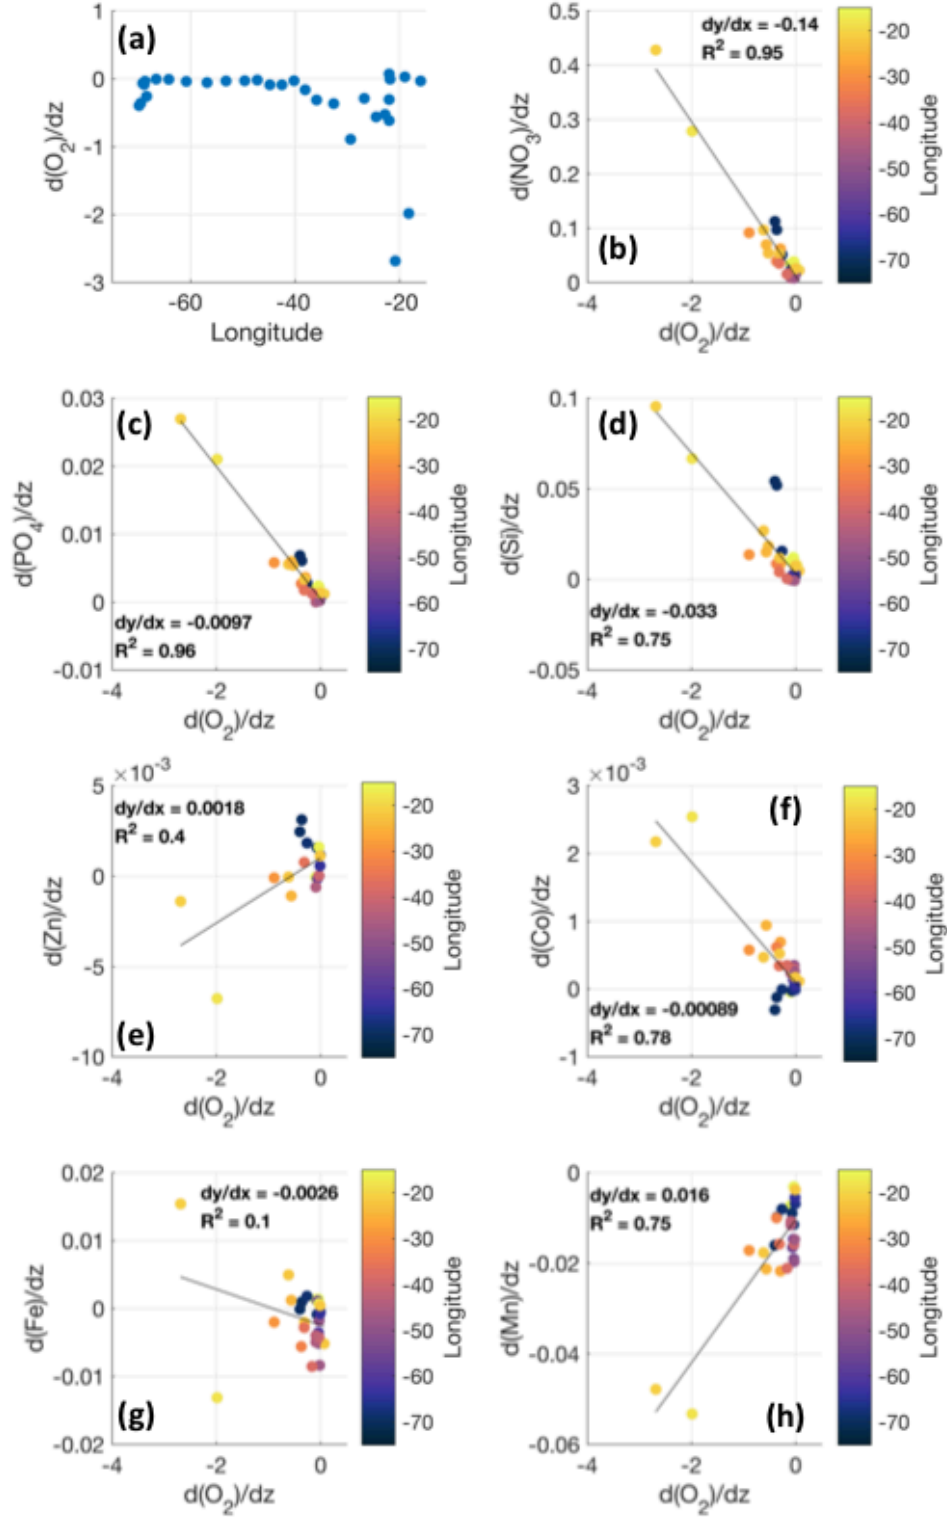 (a)
1
0
-1
-2
-3
d(O2)/dz
-60
-40
-20
Longitude
(b)
dy/dx = -0.14
R2 = 0.95
0.5
0.4
0.3
0.2
0.1
0
d(NO3)/dz
-4
-2
0
d(O2)/dz
-20
-30
-40
-50
-60
-70
Longitude
(c)
0.03
0.02
0.01
0
-0.01
d(PO4)/dz
dy/dx = -0.0097
R2 = 0.96
-4
-2
0
d(O2)/dz
-20
-30
-40
-50
-60
-70
Longitude
(d)
0.1
0.05
0
-0.05
d(Si)/dz
dy/dx = -0.033
R2 = 0.75
-4
-2
0
d(O2)/dz
-20
-30
-40
-50
-60
-70
Longitude
×10-3
5
0
-5
-10
d(Zn)/dz
dy/dx = 0.0018
R2 = 0.4
(e)
-4
-2
0
d(O2)/dz
-20
-30
-40
-50
-60
-70
Longitude
×10-3
(f)
3
2
1
0
-1
d(Co)/dz
dy/dx = -0.00089
R2 = 0.78
-4
-2
0
d(O2)/dz
-20
-30
-40
-50
-60
-70
Longitude
0.02
0.01
0
-0.01
-0.02
d(Fe)/dz
dy/dx = -0.0026
R2 = 0.1
(g)
-4
-2
0
d(O2)/dz
-20
-30
-40
-50
-60
-70
Longitude
0
-0.02
-0.04
-0.06
d(Mn)/dz
dy/dx = 0.016
R2 = 0.75
(h)
-4
-2
0
d(O2)/dz
-20
-30
-40
-50
-60
-70
Longitude